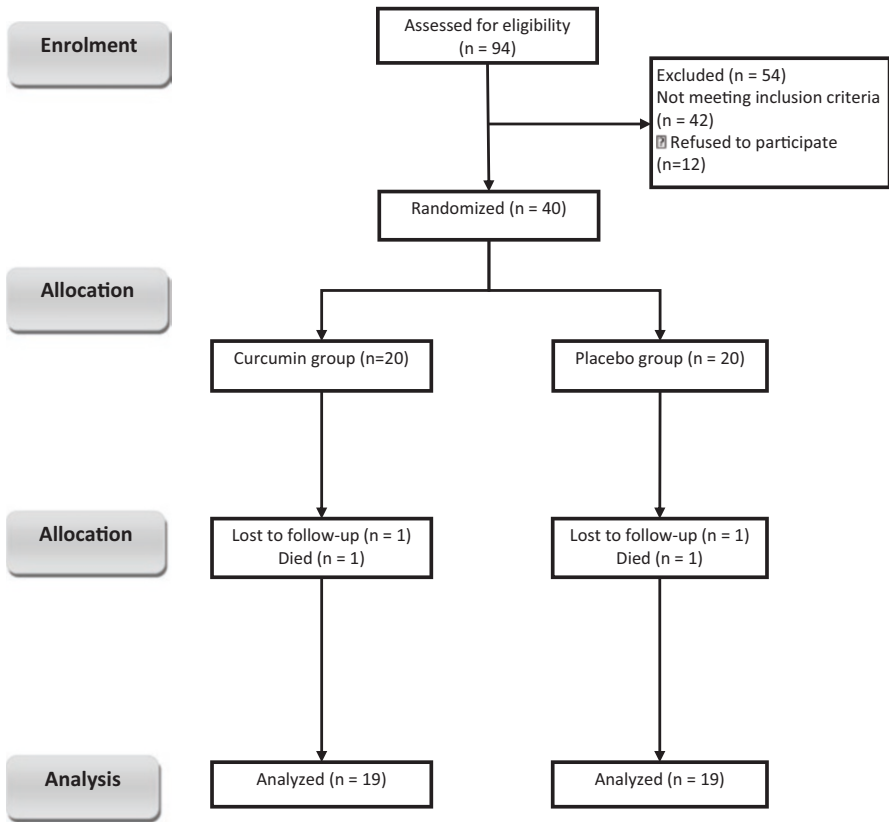 Enrolment
Assessed for eligibility
(n = 94)
Excluded (n = 54)
Not meeting inclusion criteria
(n = 42)
Refused to participate
(n=12)
Randomized (n = 40)
Allocation
Curcumin group (n=20)
Placebo group (n = 20)
Allocation
Lost to follow-up (n = 1)
Died (n = 1)
Lost to follow-up (n = 1)
Died (n = 1)
Analysis
Analyzed (n = 19)
Analyzed (n = 19)